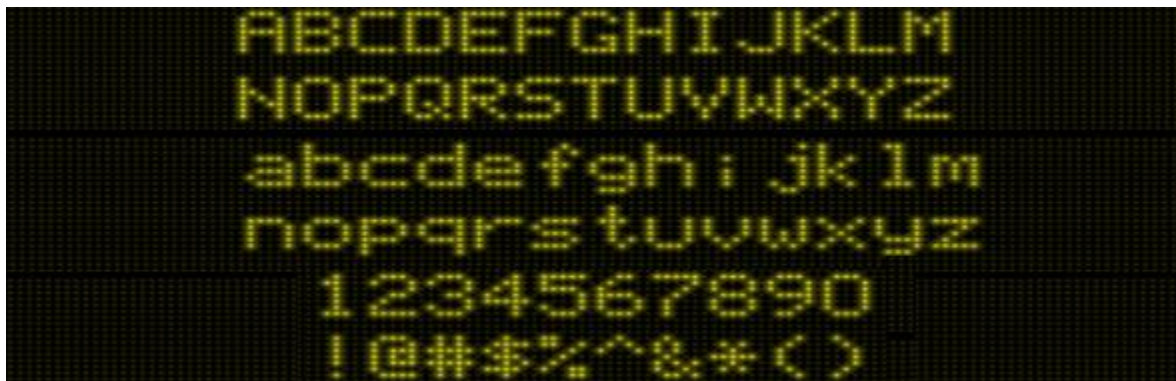 ABCDEFGHIJKLM
NOPQRSTUVWXYZ
abcdefghijklm
nopqrstuvwxyz
1234567890
!@#$%^&*()